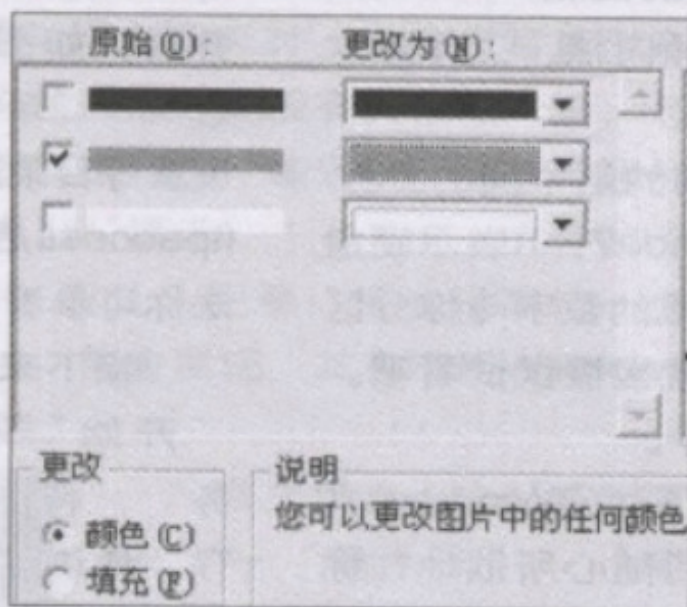 原始(O): 更改为(N):
更改
颜色(C)
填充(F)
说明
您可以更改图片中的任何颜色